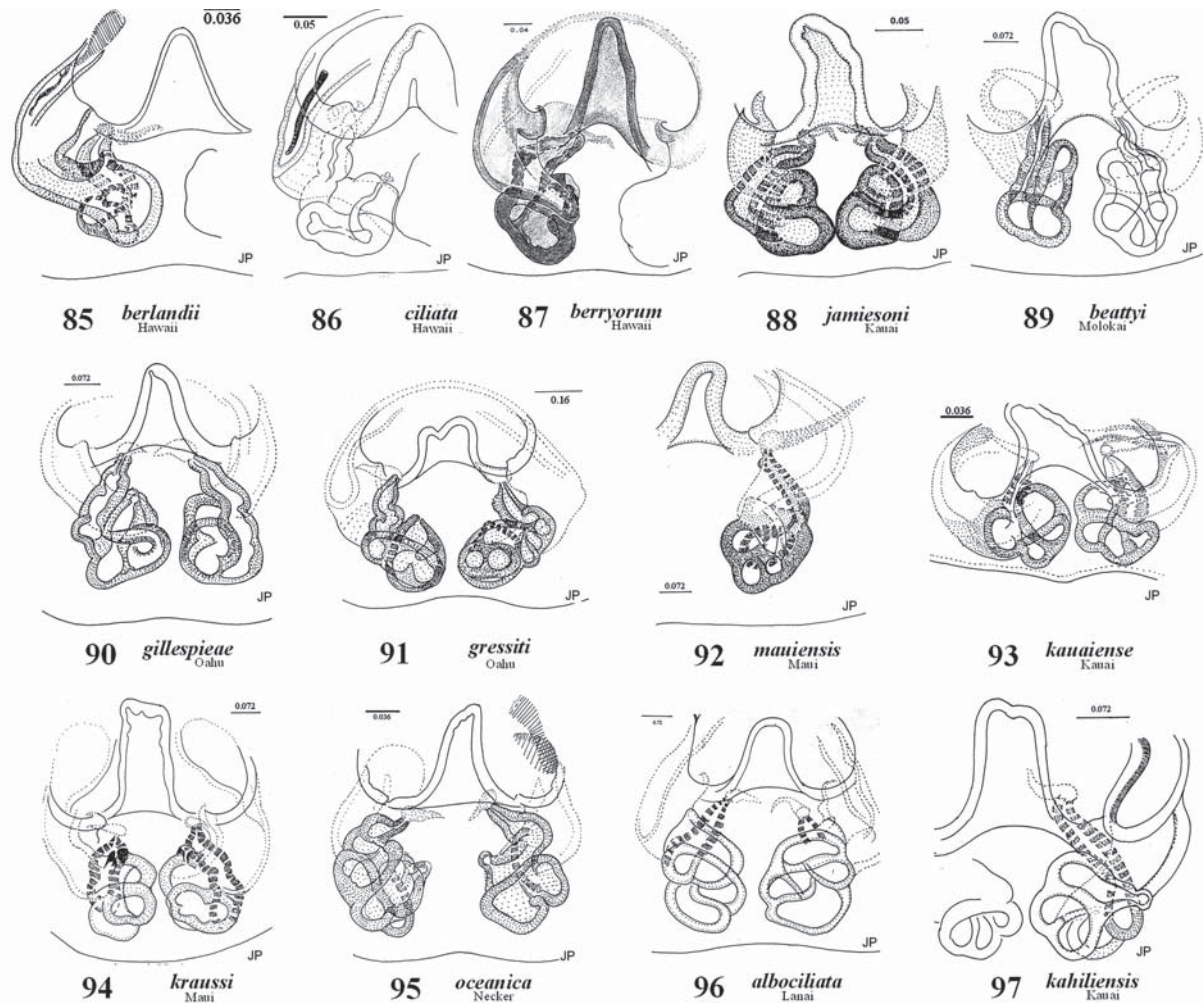 0.036
0.05
0.04
0.05
0.072
JP
JP
JP
JP
JP
85 berlandii
Hawaii
86 ciliata
Hawaii
87 berryorum
Hawaii
88 jamiesoni
Kauai
89 beattyi
Molokai
0.072
0.16
0.072
0.036
JP
JP
JP
JP
90 gillespieae
Oahu
91 gressiti
Oahu
92 mauiensis
Maui
93 kauaiense
Kauai
0.072
0.036
0.072
JP
JP
JP
JP
94 kraussi
Maui
95 oceanica
Necker
96 albociliata
Lanai
97 kahiliensis
Kauai